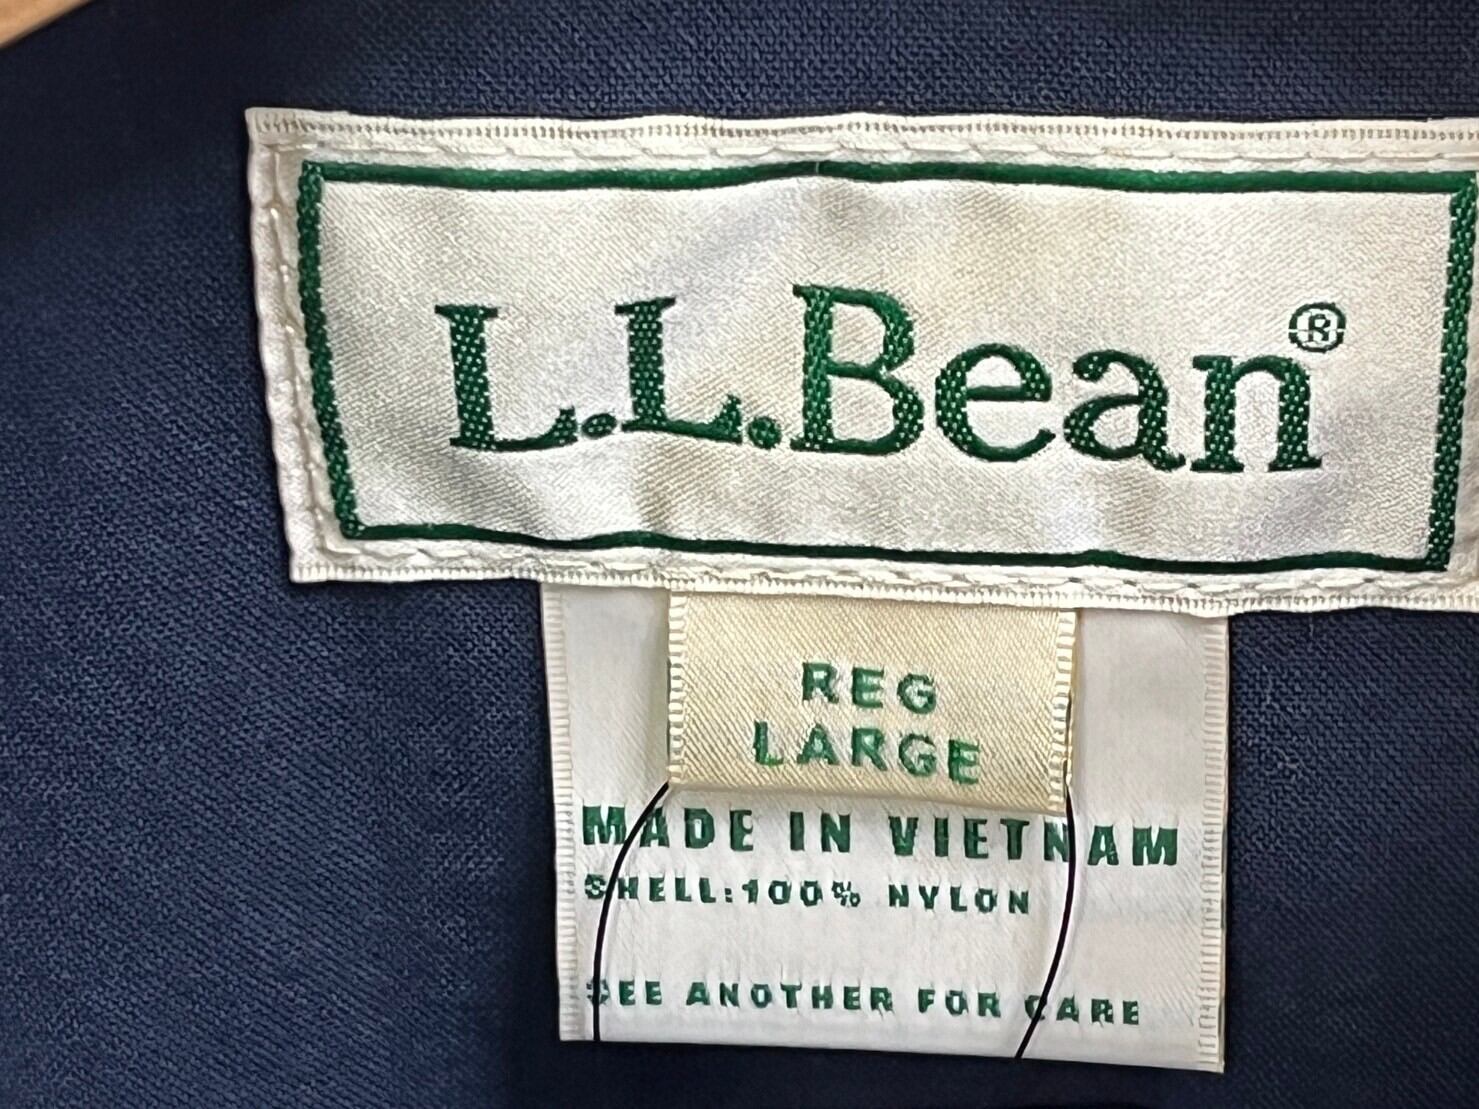 L.L.Bean®
REG
LARGE
MADE IN VIETNAM
SHELL:100% NYLON
SEE ANOTHER FOR CARE